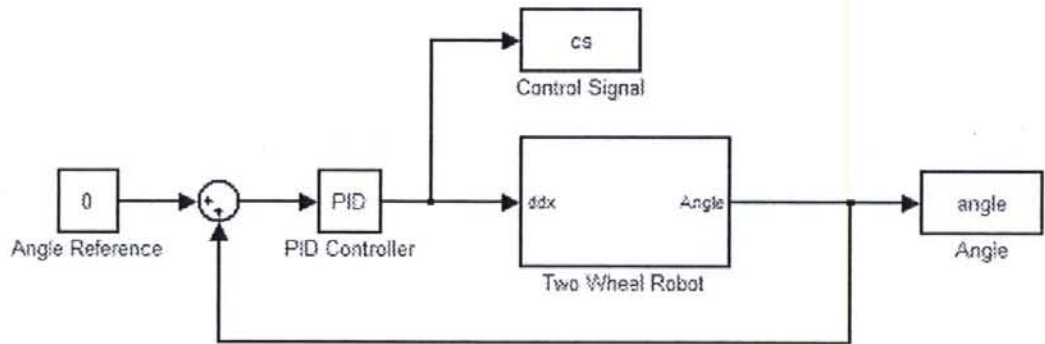 cs
Control Signal
0
Angle Reference
+
+
PID
PID Controller
ddx
Angle
Two Wheel Robot
angle
Angle